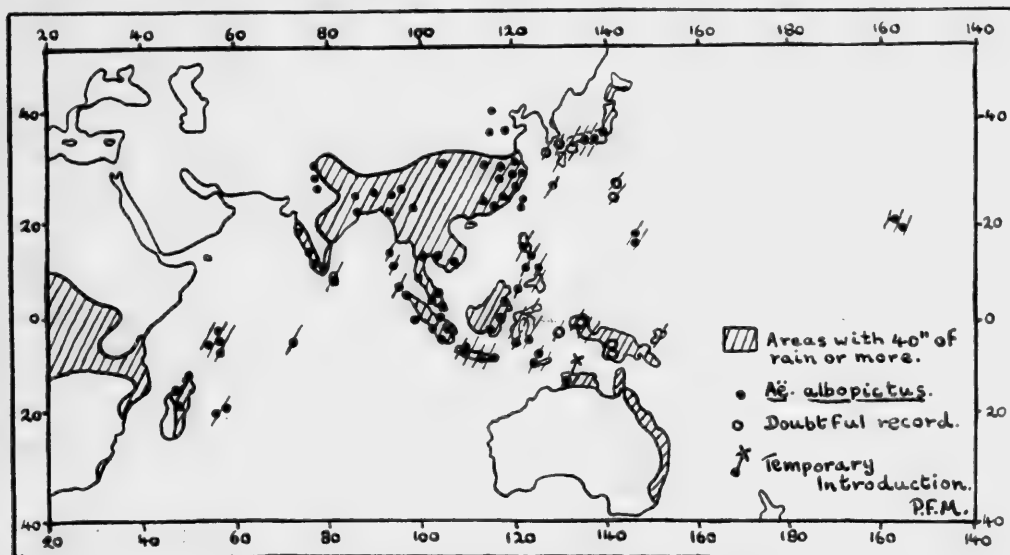 20 40 60 80 100 120 140 160 180 160 140
40 40
20 20
0 0
Areas with 40" of
rain or more.
Aë. albopictus.
Doubtful record.
20 20
Temporary
Introduction.
P.F.M.
40 40
20 40 60 80 100 120 140 160 180 160 140